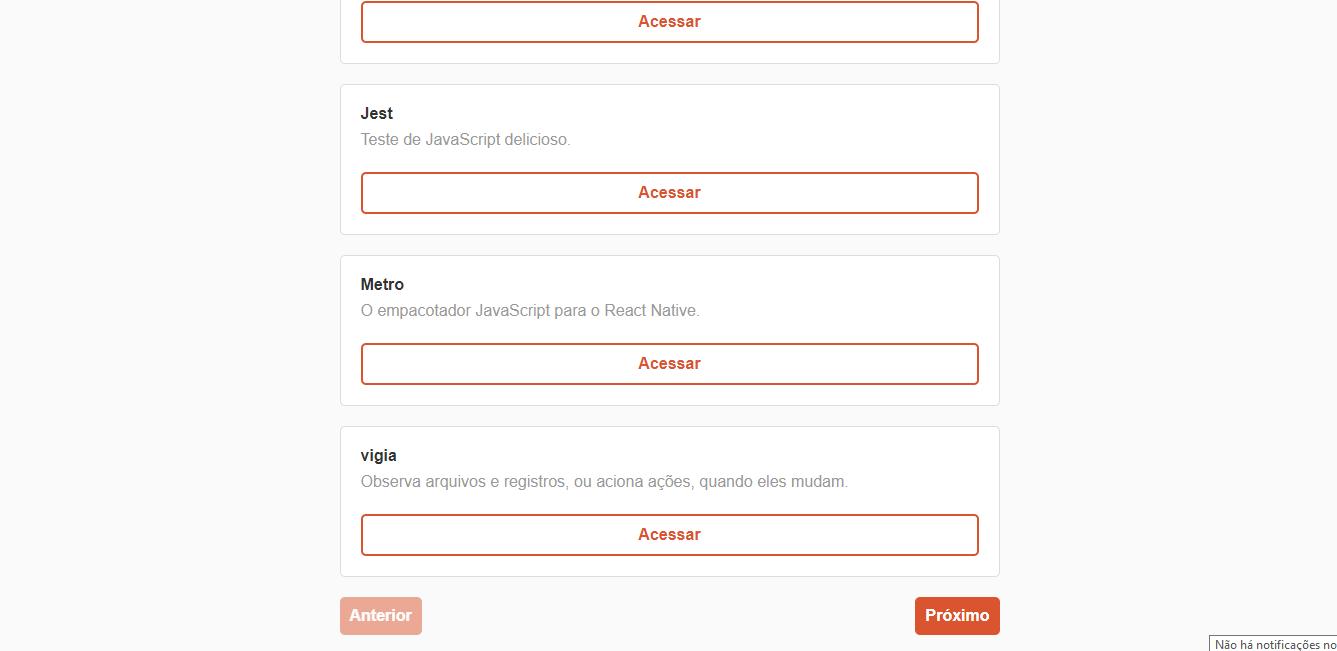 Acessar
Jest
Teste de JavaScript delicioso.
Acessar
Metro
O empacotador JavaScript para o React Native.
Acessar
vigia
Observa arquivos e registros, ou aciona ações, quando eles mudam.
Acessar
Anterior
Próximo
Não há notificações no